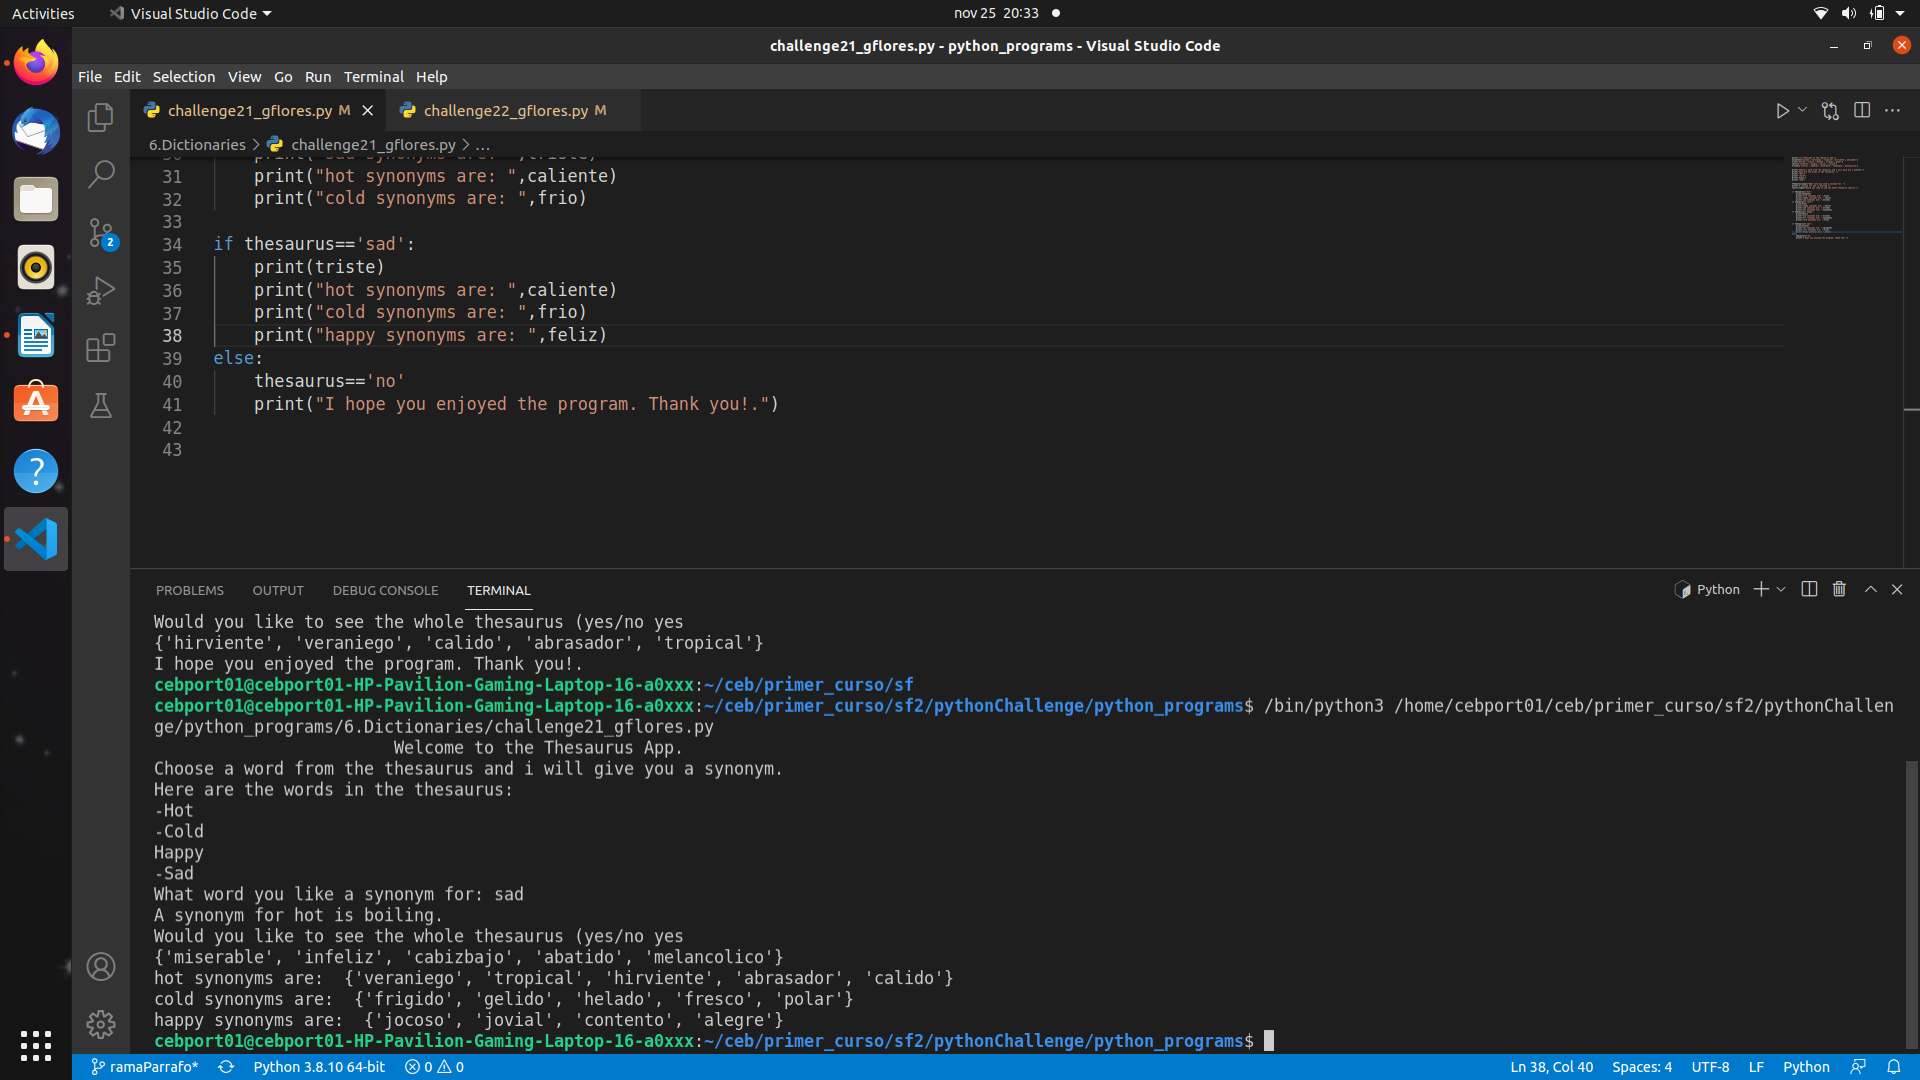 Activities
Visual Studio Code
nov 25 20:33
challenge21_gflores.py - python_programs - Visual Studio Code
File Edit Selection View Go Run Terminal Help
challenge21_gflores.py M
challenge22_gflores.py M
6.Dictionaries > challenge21_gflores.py > ...
31 print("hot synonyms are: ",caliente)
32 print("cold synonyms are: ",frio)
33
34 if thesaurus=='sad':
35 print(triste)
36 print("hot synonyms are: ",caliente)
37 print("cold synonyms are: ",frio)
38 print("happy synonyms are: ",feliz)
39 else:
40 thesaurus=='no'
41 print("I hope you enjoyed the program. Thank you!.")
42
43
2
PROBLEMS OUTPUT DEBUG CONSOLE TERMINAL
Python
Would you like to see the whole thesaurus (yes/no yes
{'hirviente', 'veraniego', 'calido', 'abrasador', 'tropical'}
I hope you enjoyed the program. Thank you!.
cebport01@cebport01-HP-Pavilion-Gaming-Laptop-16-a0xxx:~/ceb/primer_curso/sf
cebport01@cebport01-HP-Pavilion-Gaming-Laptop-16-a0xxx:~/ceb/primer_curso/sf2/pythonChallenge/python_programs$ /bin/python3 /home/cebport01/ceb/primer_curso/sf2/pythonChallen
ge/python_programs/6.Dictionaries/challenge21_gflores.py
Welcome to the Thesaurus App.
Choose a word from the thesaurus and i will give you a synonym.
Here are the words in the thesaurus:
-Hot
-Cold
Happy
-Sad
What word you like a synonym for: sad
A synonym for hot is boiling.
Would you like to see the whole thesaurus (yes/no yes
{'miserable', 'infeliz', 'cabizbajo', 'abatido', 'melancolico'}
hot synonyms are:  {'veraniego', 'tropical', 'hirviente', 'abrasador', 'calido'}
cold synonyms are:  {'frigido', 'gelido', 'helado', 'fresco', 'polar'}
happy synonyms are:  {'jocoso', 'jovial', 'contento', 'alegre'}
cebport01@cebport01-HP-Pavilion-Gaming-Laptop-16-a0xxx:~/ceb/primer_curso/sf2/pythonChallenge/python_programs$
ramaParrafo* Python 3.8.10 64-bit 0 0 Ln 38, Col 40 Spaces: 4 UTF-8 LF Python